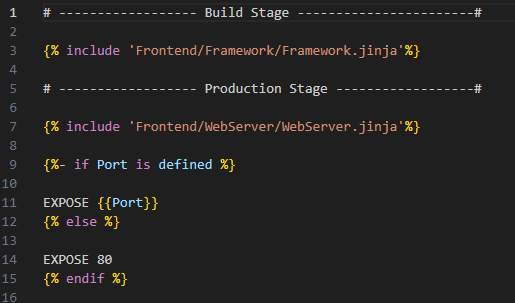 1 # ------------------ Build Stage -----------------------#
2
3 {% include 'Frontend/Framework/Framework.jinja'%}
4
5 # ------------------ Production Stage ------------------#
6
7 {% include 'Frontend/WebServer/WebServer.jinja'%}
8
9 {%- if Port is defined %}
10
11 EXPOSE {{Port}}
12 {% else %}
13
14 EXPOSE 80
15 {% endif %}
16